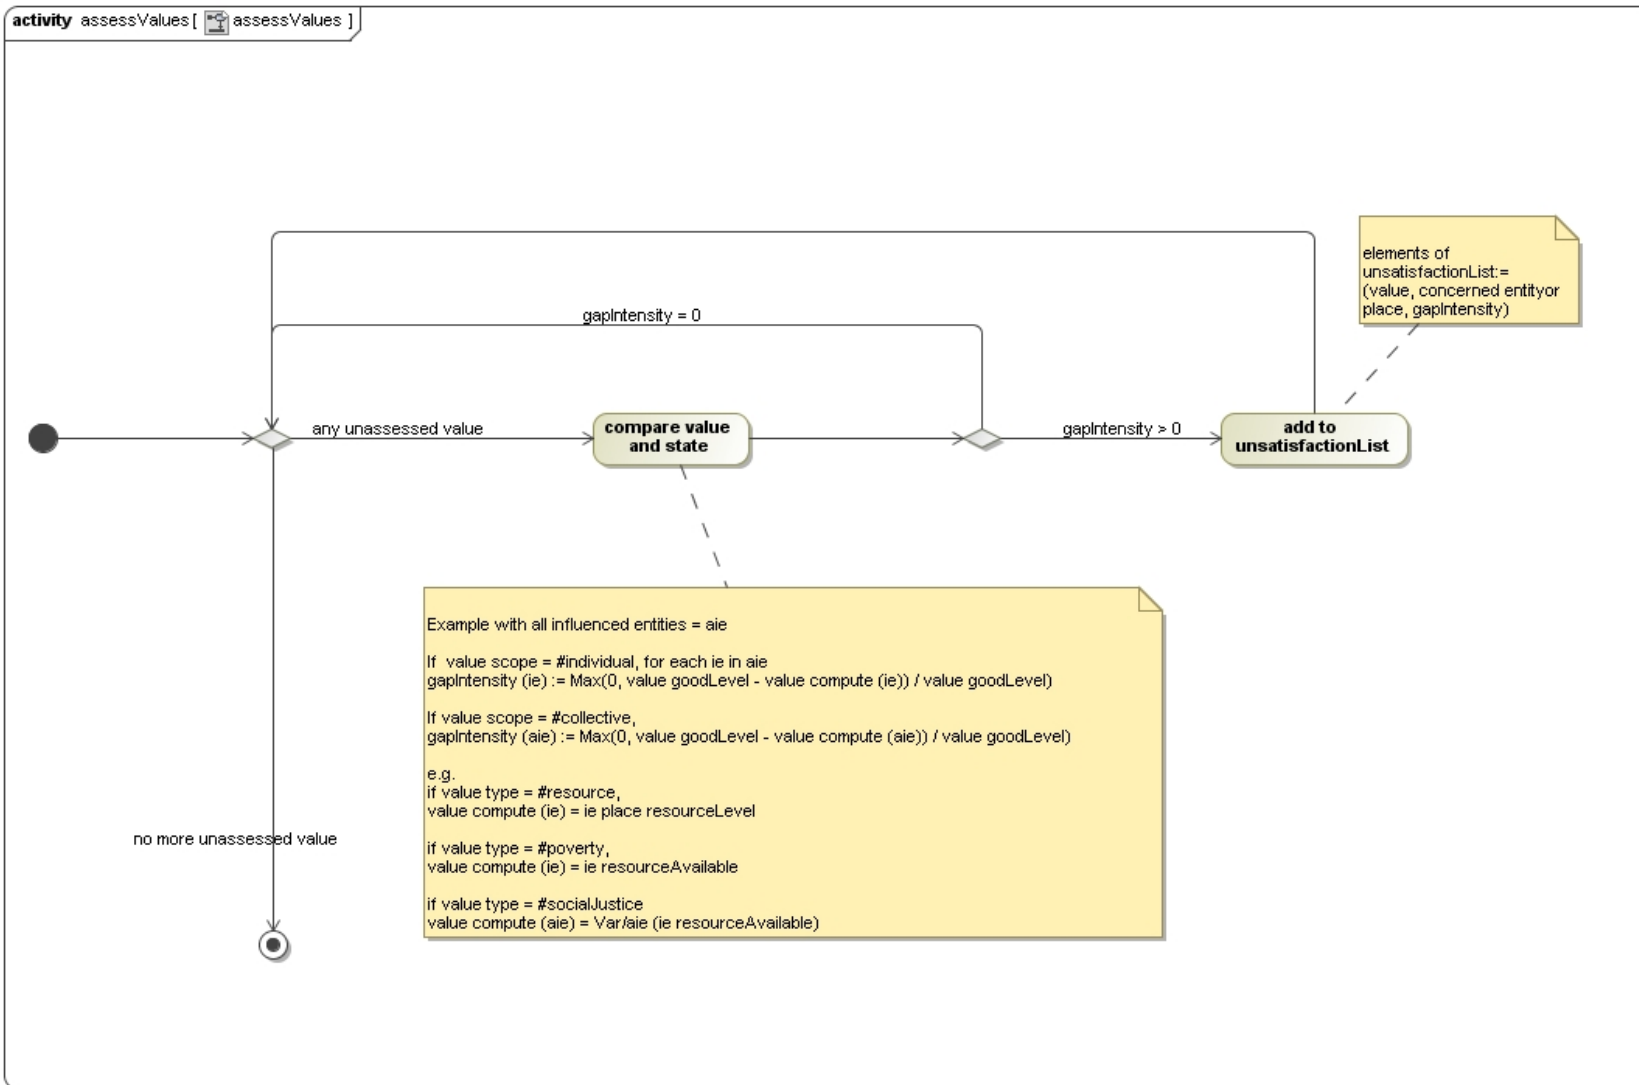 activity assessValues [ assessValues ]
elements of
unsatisfactionList:=
(value, concerned entityor
place, gapIntensity)
gapIntensity = 0
any unassessed value
compare value
and state
gapIntensity > 0
add to
unsatisfactionList
Example with all influenced entities = aie
If value scope = #individual, for each ie in aie
gapIntensity (ie) := Max(0, value goodLevel - value compute (ie)) / value goodLevel)
If value scope = #collective,
gapIntensity (aie) := Max(0, value goodLevel - value compute (aie)) / value goodLevel)
e.g.
if value type = #resource,
value compute (ie) = ie place resourceLevel
no more unassessed value
if value type = #poverty,
value compute (ie) = ie resourceAvailable
if value type = #socialJustice
value compute (aie) = Var/aie (ie resourceAvailable)